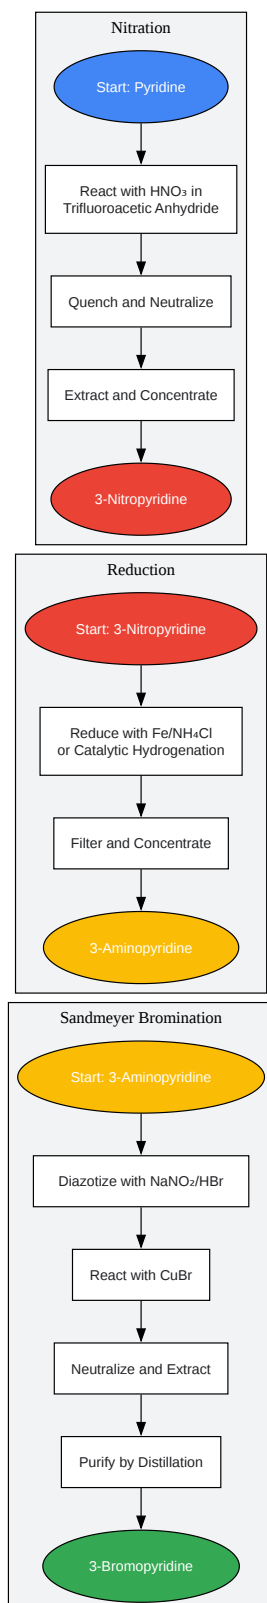 Nitration
Start: Pyridine
React with HNO₃ in
Trifluoroacetic Anhydride
Quench and Neutralize
Extract and Concentrate
3-Nitropyridine
Reduction
Start: 3-Nitropyridine
Reduce with Fe/NH₄Cl
or Catalytic Hydrogenation
Filter and Concentrate
3-Aminopyridine
Sandmeyer Bromination
Start: 3-Aminopyridine
Diazotize with NaNO₂/HBr
React with CuBr
Neutralize and Extract
Purify by Distillation
3-Bromopyridine